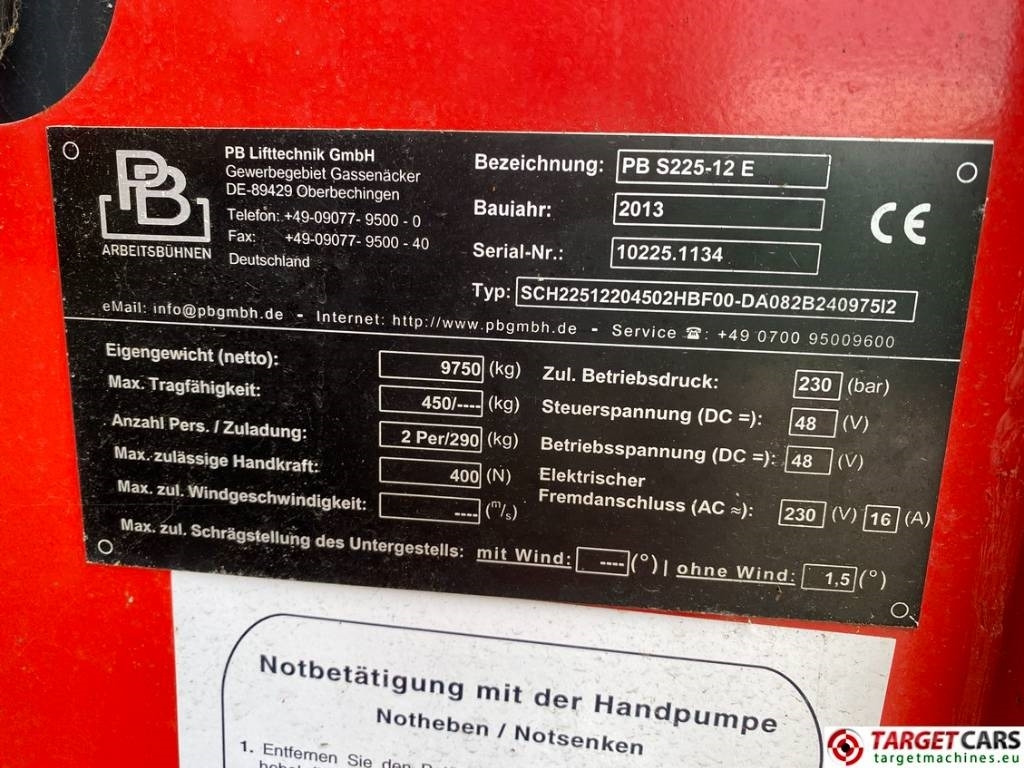 PB
ARBEITSBÜHNEN
PB Lifttechnik GmbH
Gewerbegebiet Gassenäcker
DE-89429 Oberbechingen
Telefon: +49-09077- 9500 - 0
Fax: +49-09077- 9500 - 40
Deutschland
Bezeichnung: PB S225-12 E
Baujahr: 2013
Serial-Nr.: 10225.1134
Typ: SCH22512204502HBF00-DA082B240975I2
CE
eMail: info@pbgmbh.de - Internet: http://www.pbgmbh.de - Service ☎: +49 0700 95009600
Eigengewicht (netto): 9750 (kg)
Max. Tragfähigkeit: 450/---- (kg)
Anzahl Pers. / Zuladung: 2 Per/290 (kg)
Max. zulässige Handkraft: 400 (N)
Max. zul. Windgeschwindigkeit: ---- (m/s)
Zul. Betriebsdruck: 230 (bar)
Steuerspannung (DC =): 48 (V)
Betriebsspannung (DC =): 48 (V)
Elektrischer
Fremdanschluss (AC ≈): 230 (V) 16 (A)
Max. zul. Schrägstellung des Untergestells: mit Wind: ---- (°) | ohne Wind: 1,5 (°)
Notbetätigung mit der Handpumpe
Notheben / Notsenken
1. Entfernen Sie den
TARGETCARS
targetmachines.eu